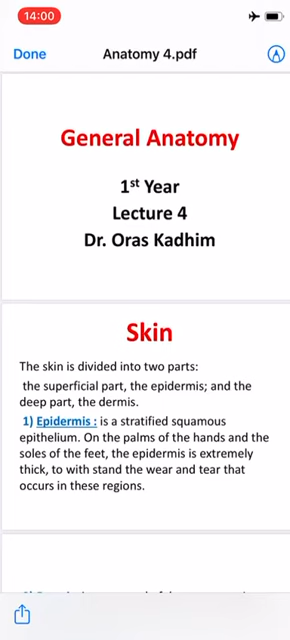 14:00
Done
Anatomy 4.pdf
General Anatomy
1st Year
Lecture 4
Dr. Oras Kadhim
Skin
The skin is divided into two parts:
the superficial part, the epidermis; and the
deep part, the dermis.
1) Epidermis : is a stratified squamous
epithelium. On the palms of the hands and the
soles of the feet, the epidermis is extremely
thick, to with stand the wear and tear that
occurs in these regions.